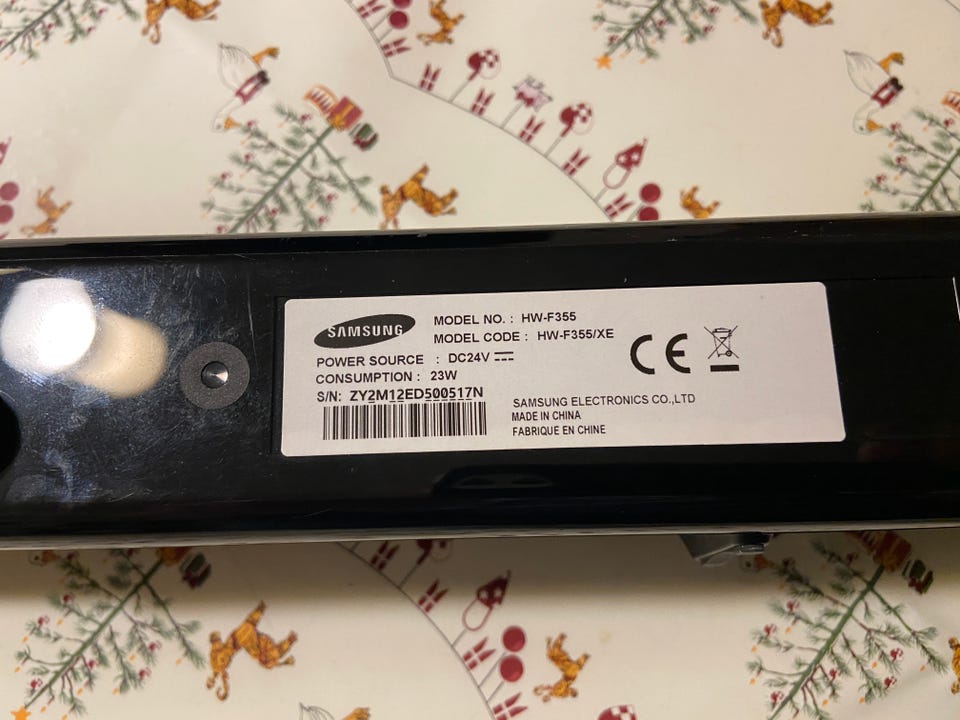 SAMSUNG
MODEL NO. : HW-F355
MODEL CODE : HW-F355/XE
POWER SOURCE : DC24V
CONSUMPTION : 23W
S/N: ZY2M12ED500517N
CE
SAMSUNG ELECTRONICS CO.,LTD
MADE IN CHINA
FABRIQUE EN CHINE